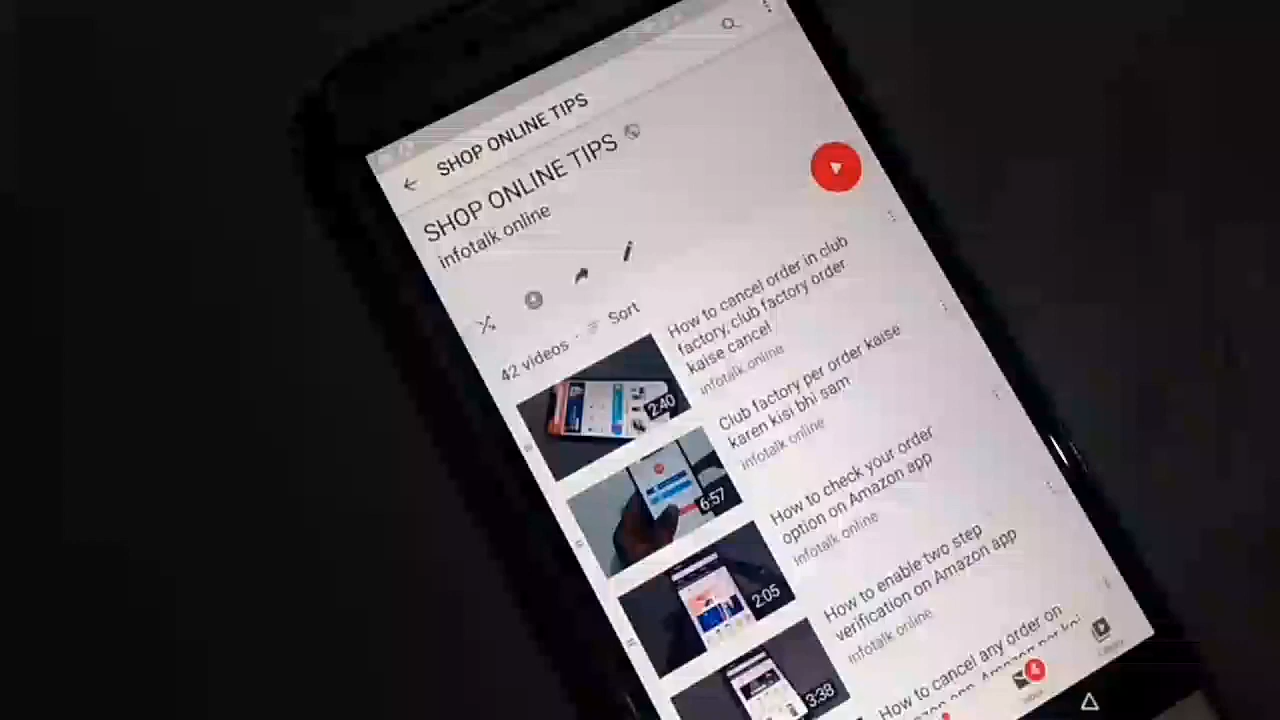 SHOP ONLINE TIPS
SHOP ONLINE TIPS
infotalk online
42 videos
Sort
How to cancel order in club
factory, club factory order
kaise cancel
infotalk online
2:40
Club factory per order kaise
karen kisi bhi sam
infotalk online
6:57
How to check your order
option on Amazon app
infotalk online
2:05
How to enable two step
verification on Amazon app
infotalk online
3:38
How to cancel any order on